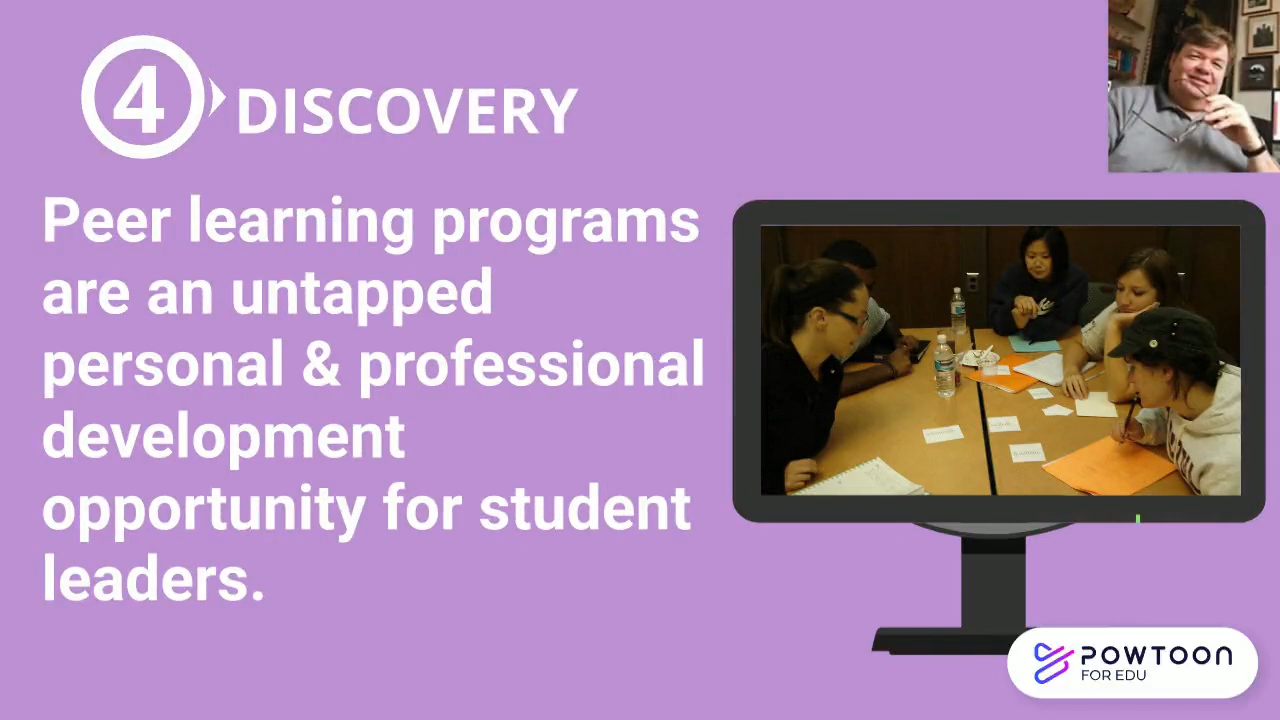 4 DISCOVERY
Peer learning programs
are an untapped
personal & professional
development
opportunity for student
leaders.
POWTOON
FOR EDU